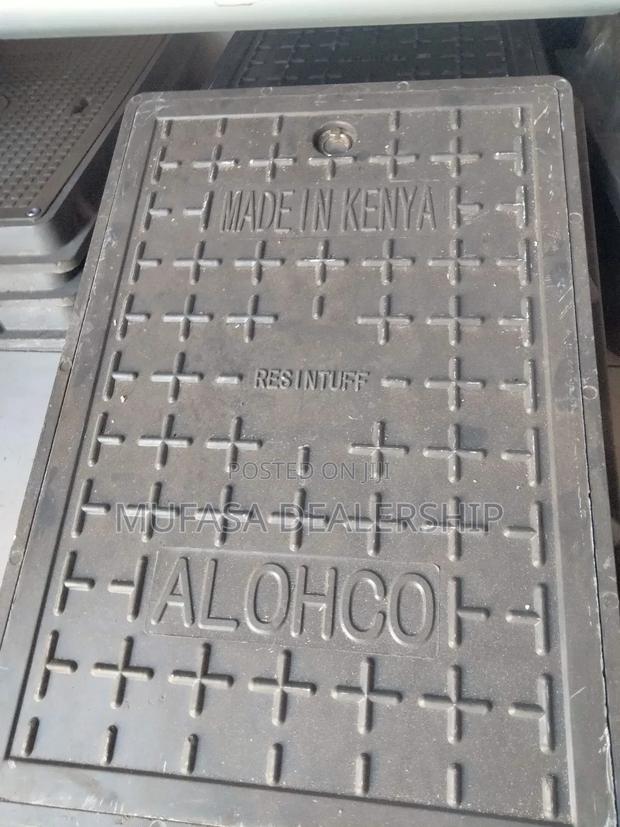 MADE IN KENYA
RESINTUFF
POSTED ON JIJI
MUFASA DEALERSHIP
ALOHCO